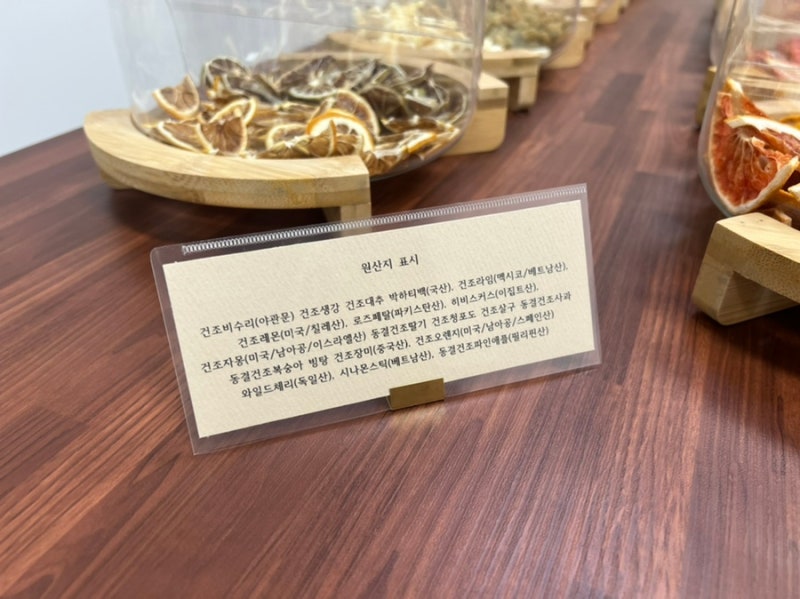 원산지 표시
건조비수리(야관문) 건조생강 건조대추 박하티백(국산), 건조라임(멕시코/베트남산),
건조레몬(미국/칠레산), 로즈페탈(파키스탄산), 히비스커스(이집트산),
건조자몽(미국/남아공/이스라엘산) 동결건조딸기 건조청포도 건조살구 동결건조사과
동결건조복숭아 빙탕 건조장미(중국산), 건조오렌지(미국/남아공/스페인산)
와일드체리(독일산), 시나몬스틱(베트남산), 동결건조파인애플(필리핀산)